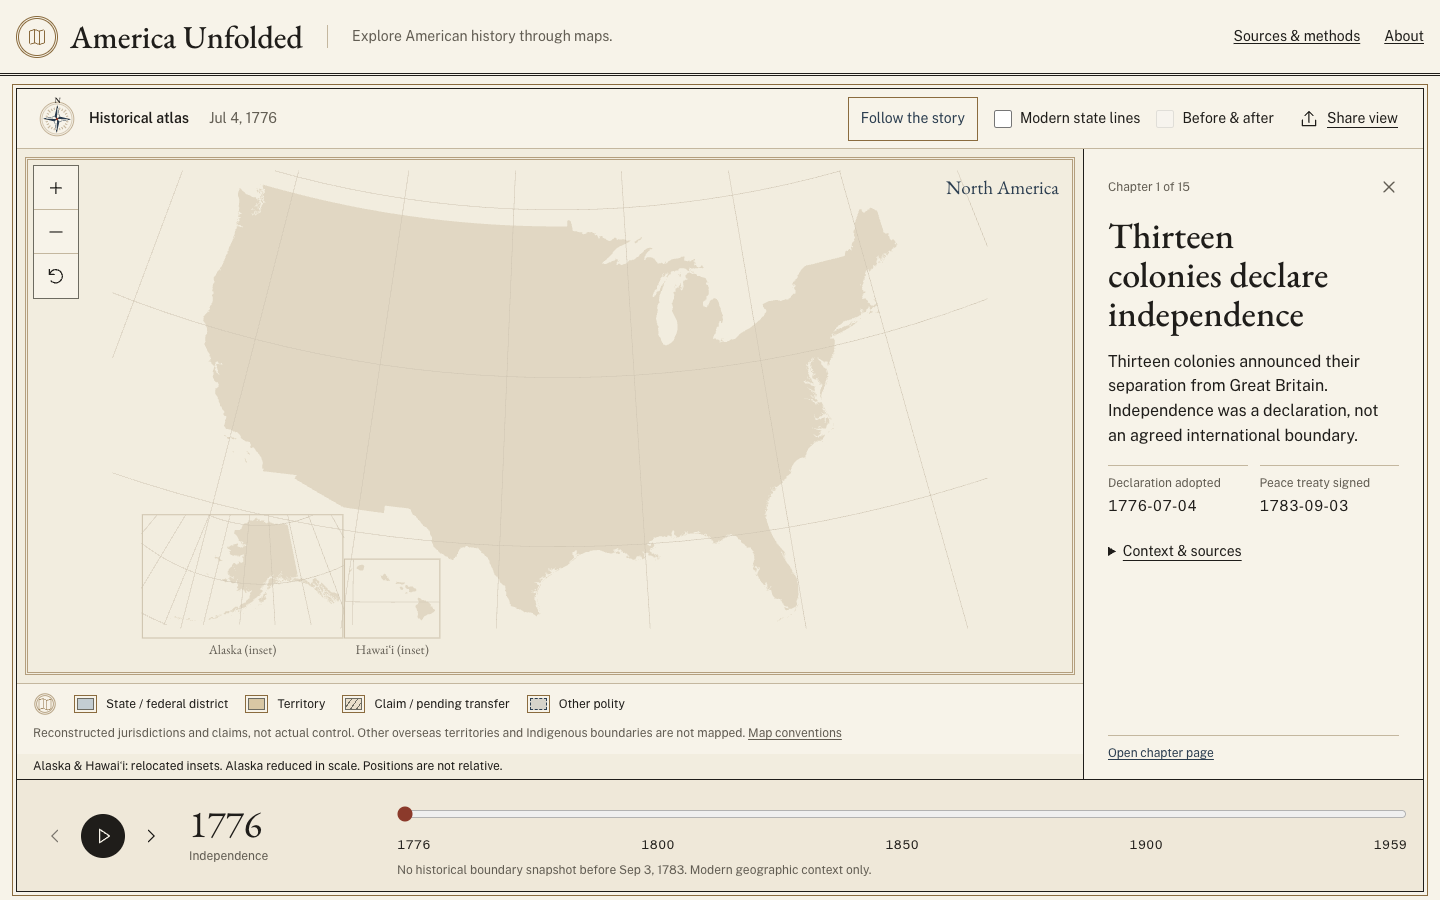 America Unfolded
Explore American history through maps.
Sources & methods
About
N
Historical atlas
Jul 4, 1776
Follow the story
Modern state lines
Before & after
Share view
North America
Alaska (inset)
Hawaiʻi (inset)
State / federal district
Territory
Claim / pending transfer
Other polity
Reconstructed jurisdictions and claims, not actual control. Other overseas territories and Indigenous boundaries are not mapped. Map conventions
Alaska & Hawaiʻi: relocated insets. Alaska reduced in scale. Positions are not relative.
Chapter 1 of 15
Thirteen
colonies declare
independence
Thirteen colonies announced their
separation from Great Britain.
Independence was a declaration, not
an agreed international boundary.
Declaration adopted
1776-07-04
Peace treaty signed
1783-09-03
Context & sources
Open chapter page
1776
Independence
1776
1800
1850
1900
1959
No historical boundary snapshot before Sep 3, 1783. Modern geographic context only.